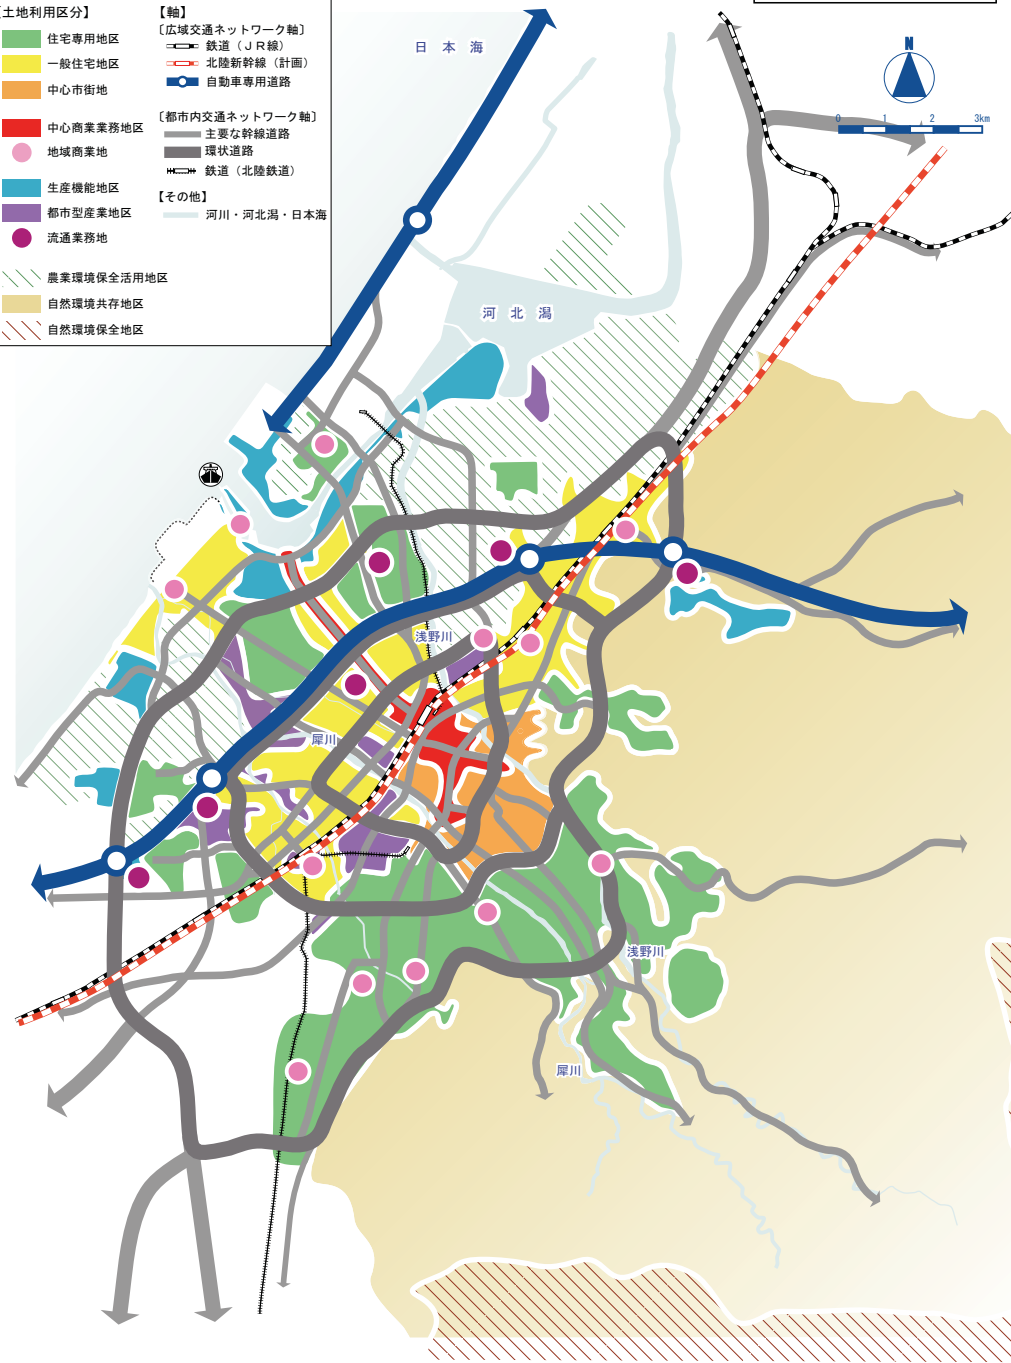 土地利用区分】
住宅専用地区
一般住宅地区
中心市街地
中心商業業務地区
地域商業地
生産機能地区
都市型産業地区
流通業務地
農業環境保全活用地区
自然環境共存地区
自然環境保全地区
【軸】
〔広域交通ネットワーク軸〕
鉄道（ＪＲ線）
北陸新幹線（計画）
自動車専用道路
〔都市内交通ネットワーク軸〕
主要な幹線道路
環状道路
鉄道（北陸鉄道）
【その他】
河川・河北潟・日本海
日本海
N
0 1 2 3km
河北潟
浅野川
犀川
浅野川
犀川